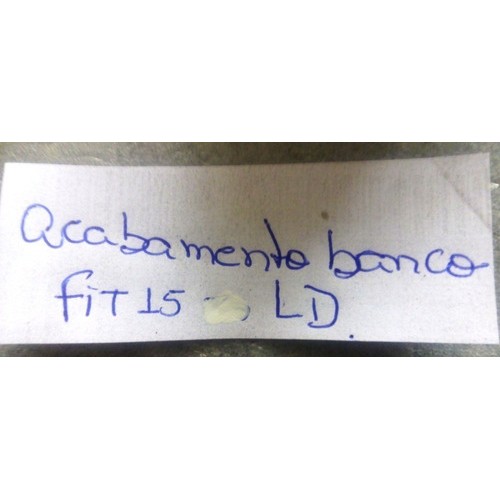 Acabamento banco
fit 15 LD.